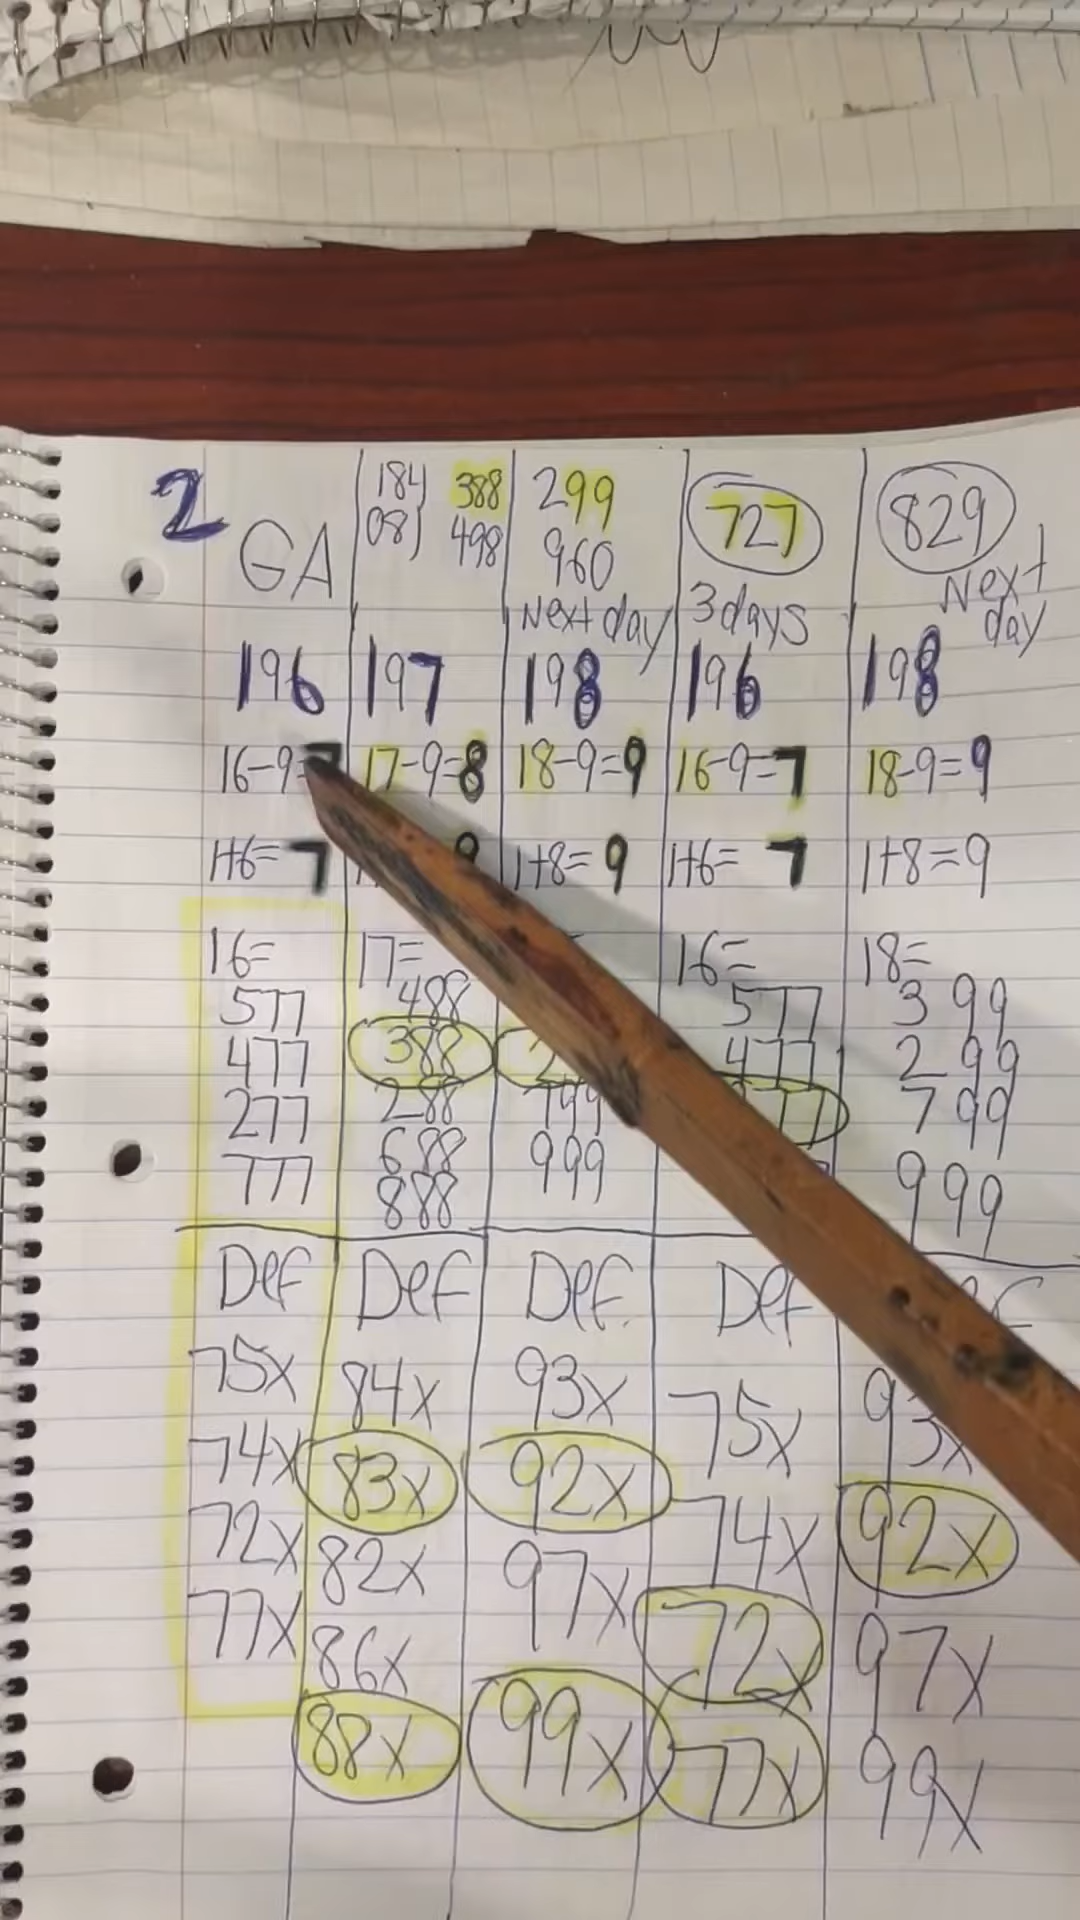 2
GA
196
16-9=7
1+6=7
16=
577
477
277
777
Def
75x
74x
72x
77x
184 388
081 498
197
17-9=8
17=
488
388
288
688
888
Def
84x
83x
82x
86x
88x
299
960
Next day
198
18-9=9
1+8=9
799
999
Def
93x
92x
97x
99x
727
3 days
196
16-9=7
1+6=7
16=
577
477
Def
75x
74x
72x
77x
829
Next
day
198
18-9=9
1+8=9
18=
399
299
799
999
93x
92x
97x
99x